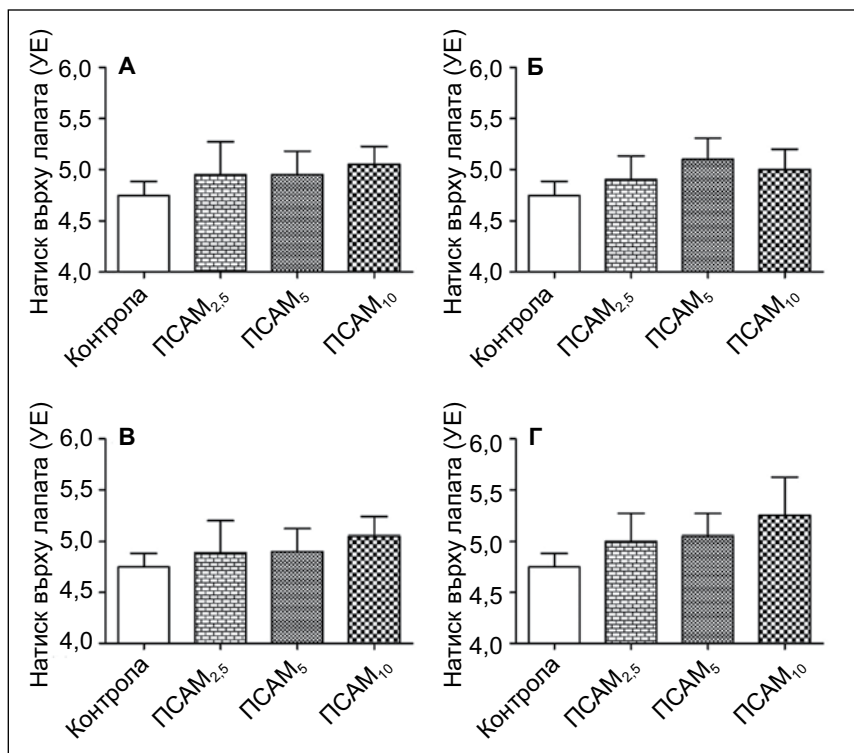 А
Натиск върху лапата (УЕ)
6,0
5,5
5,0
4,5
4,0
Контрола
ПСАМ2,5
ПСАМ5
ПСАМ10
Б
Натиск върху лапата (УЕ)
6,0
5,5
5,0
4,5
4,0
Контрола
ПСАМ2,5
ПСАМ5
ПСАМ10
В
Натиск върху лапата (УЕ)
6,0
5,5
5,0
4,5
4,0
Контрола
ПСАМ2,5
ПСАМ5
ПСАМ10
Г
Натиск върху лапата (УЕ)
6,0
5,5
5,0
4,5
4,0
Контрола
ПСАМ2,5
ПСАМ5
ПСАМ10